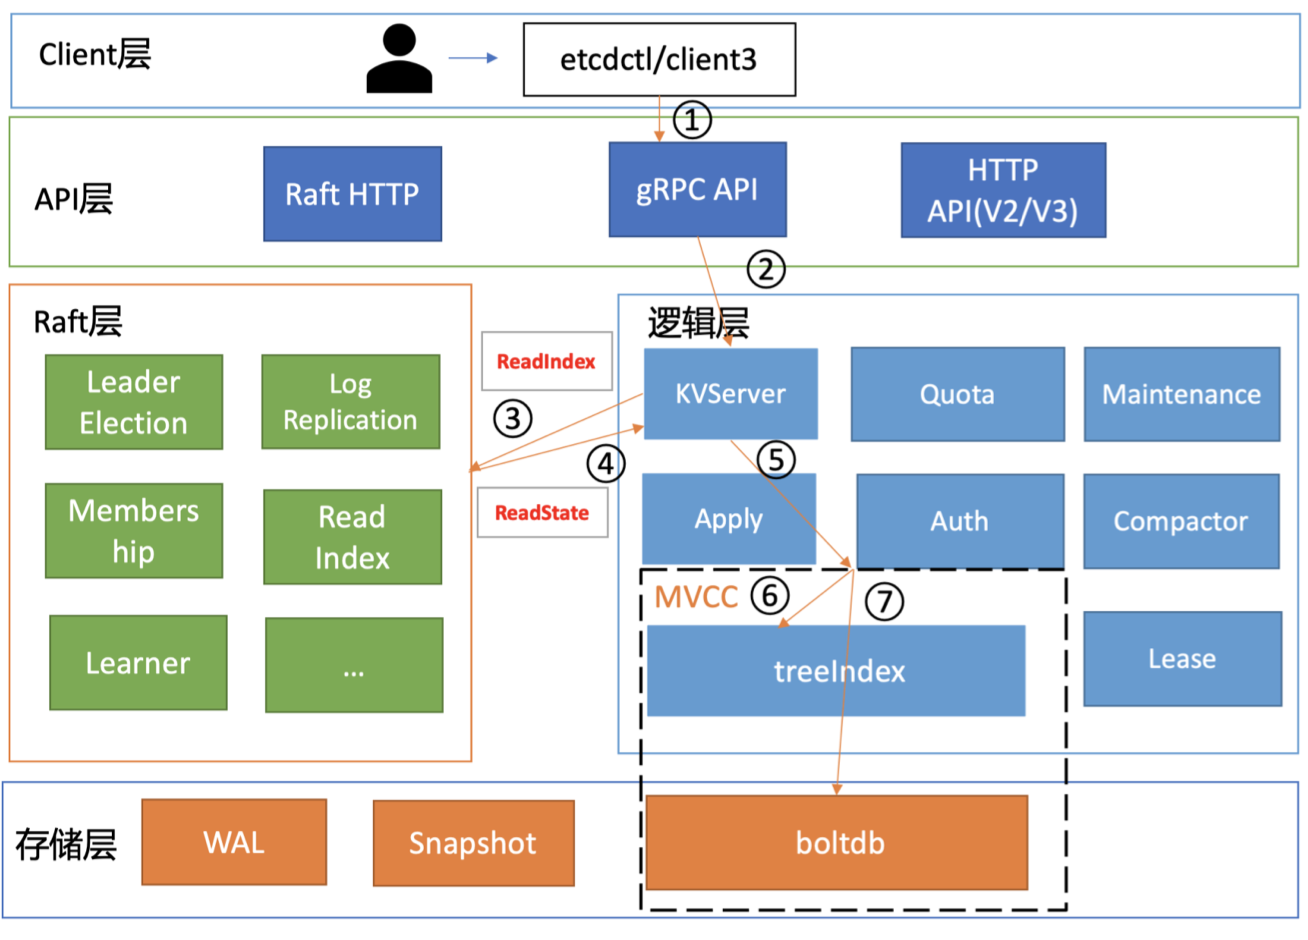 Client层
etcdctl/client3
①
API层
Raft HTTP
gRPC API
HTTP
API(V2/V3)
②
Raft层
Leader
Election
Log
Replication
Members
hip
Read
Index
Learner
...
ReadIndex
③
④
ReadState
逻辑层
KVServer
Quota
Maintenance
⑤
Apply
Auth
Compactor
MVCC
⑥
⑦
treeIndex
Lease
存储层
WAL
Snapshot
boltdb